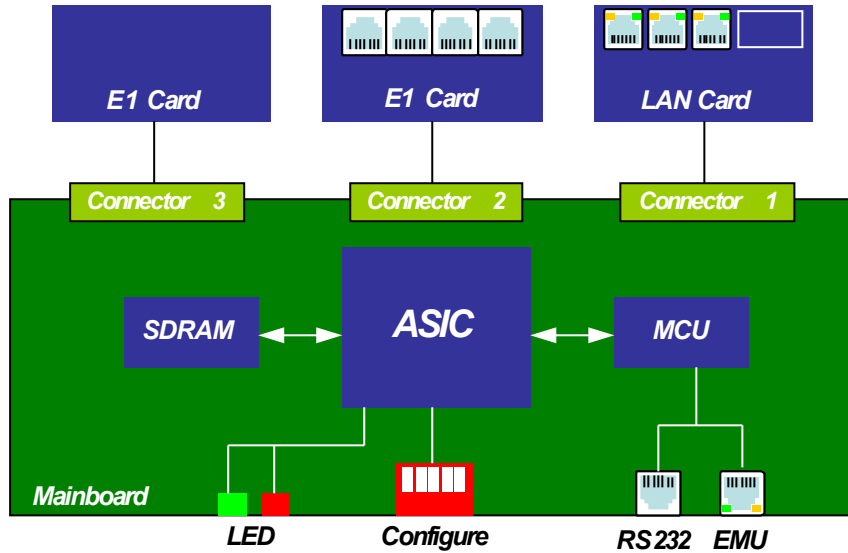 E1 Card
E1 Card
LAN Card
Connector 3
Connector 2
Connector 1
SDRAM
ASIC
MCU
Mainboard
LED
Configure
RS232
EMU